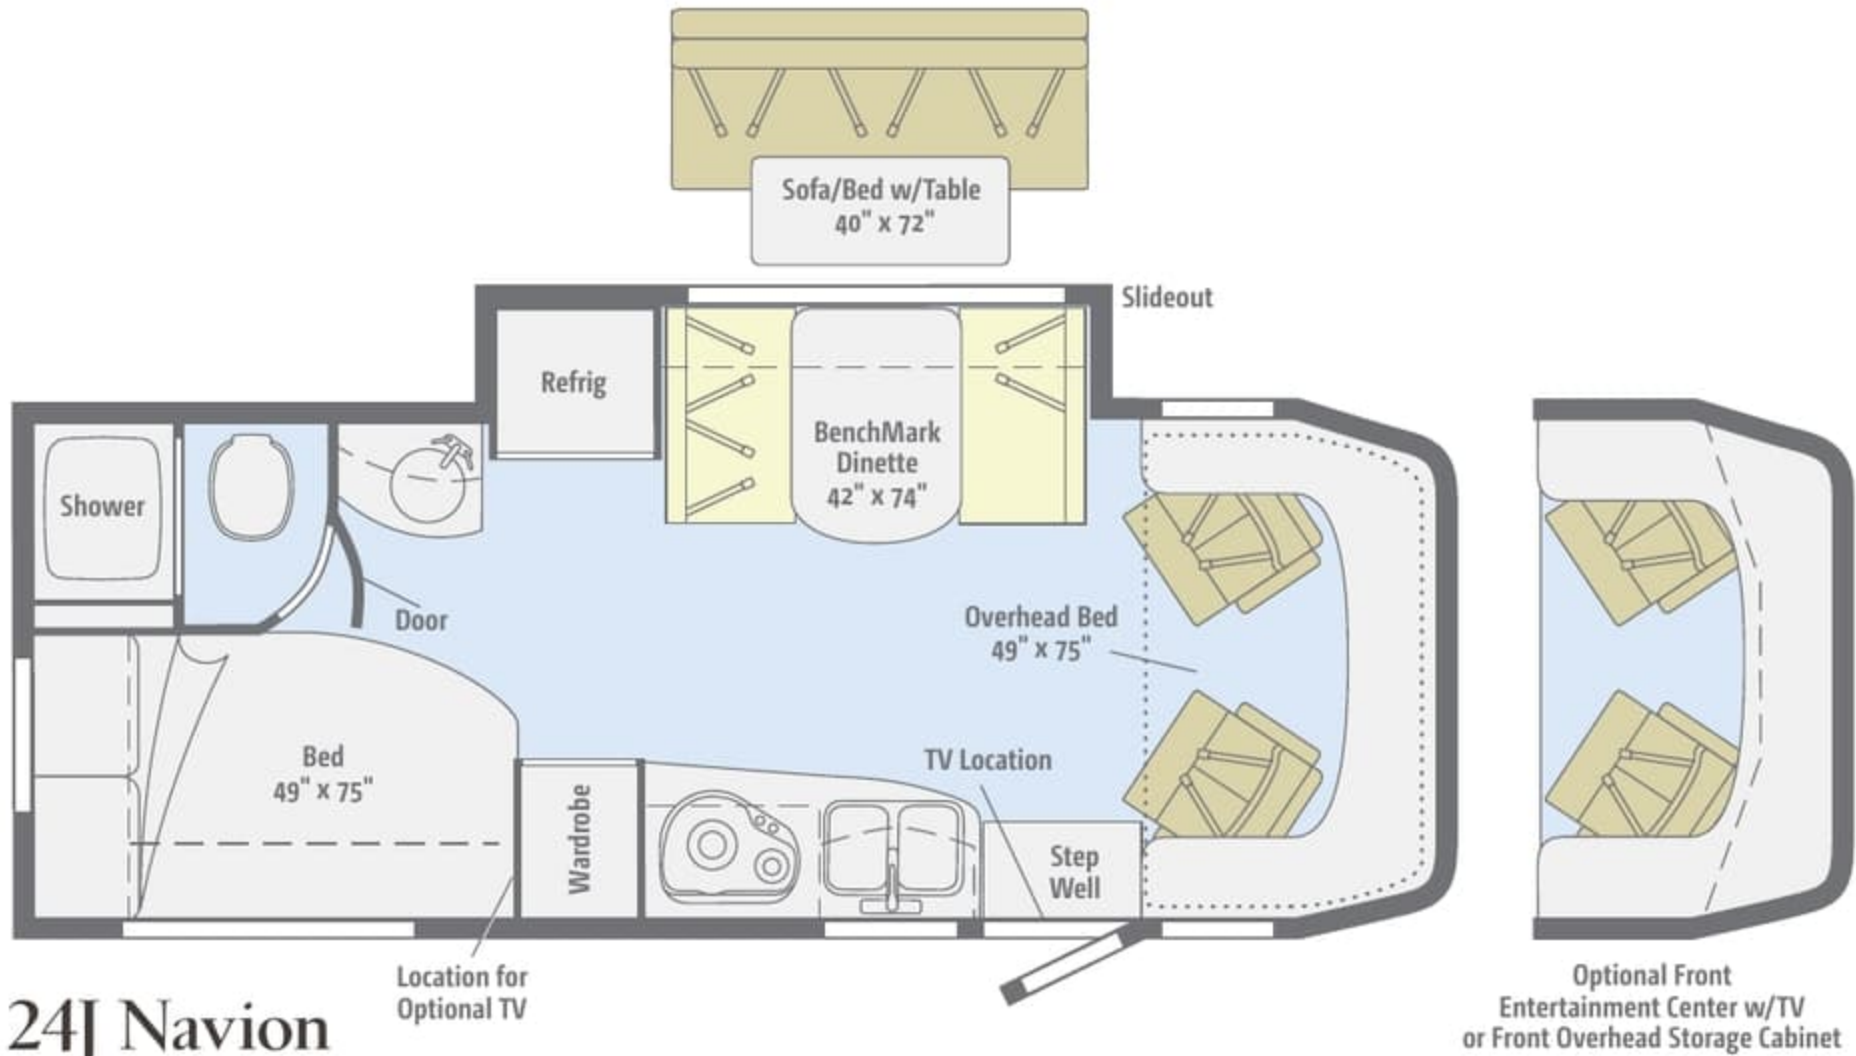 Sofa/Bed w/Table
40" x 72"
Slideout
Refrig
BenchMark
Dinette
42" x 74"
Shower
Door
Overhead Bed
49" x 75"
Bed
49" x 75"
TV Location
Wardrobe
Step
Well
Location for
Optional TV
Optional Front
Entertainment Center w/TV
or Front Overhead Storage Cabinet
24J Navion